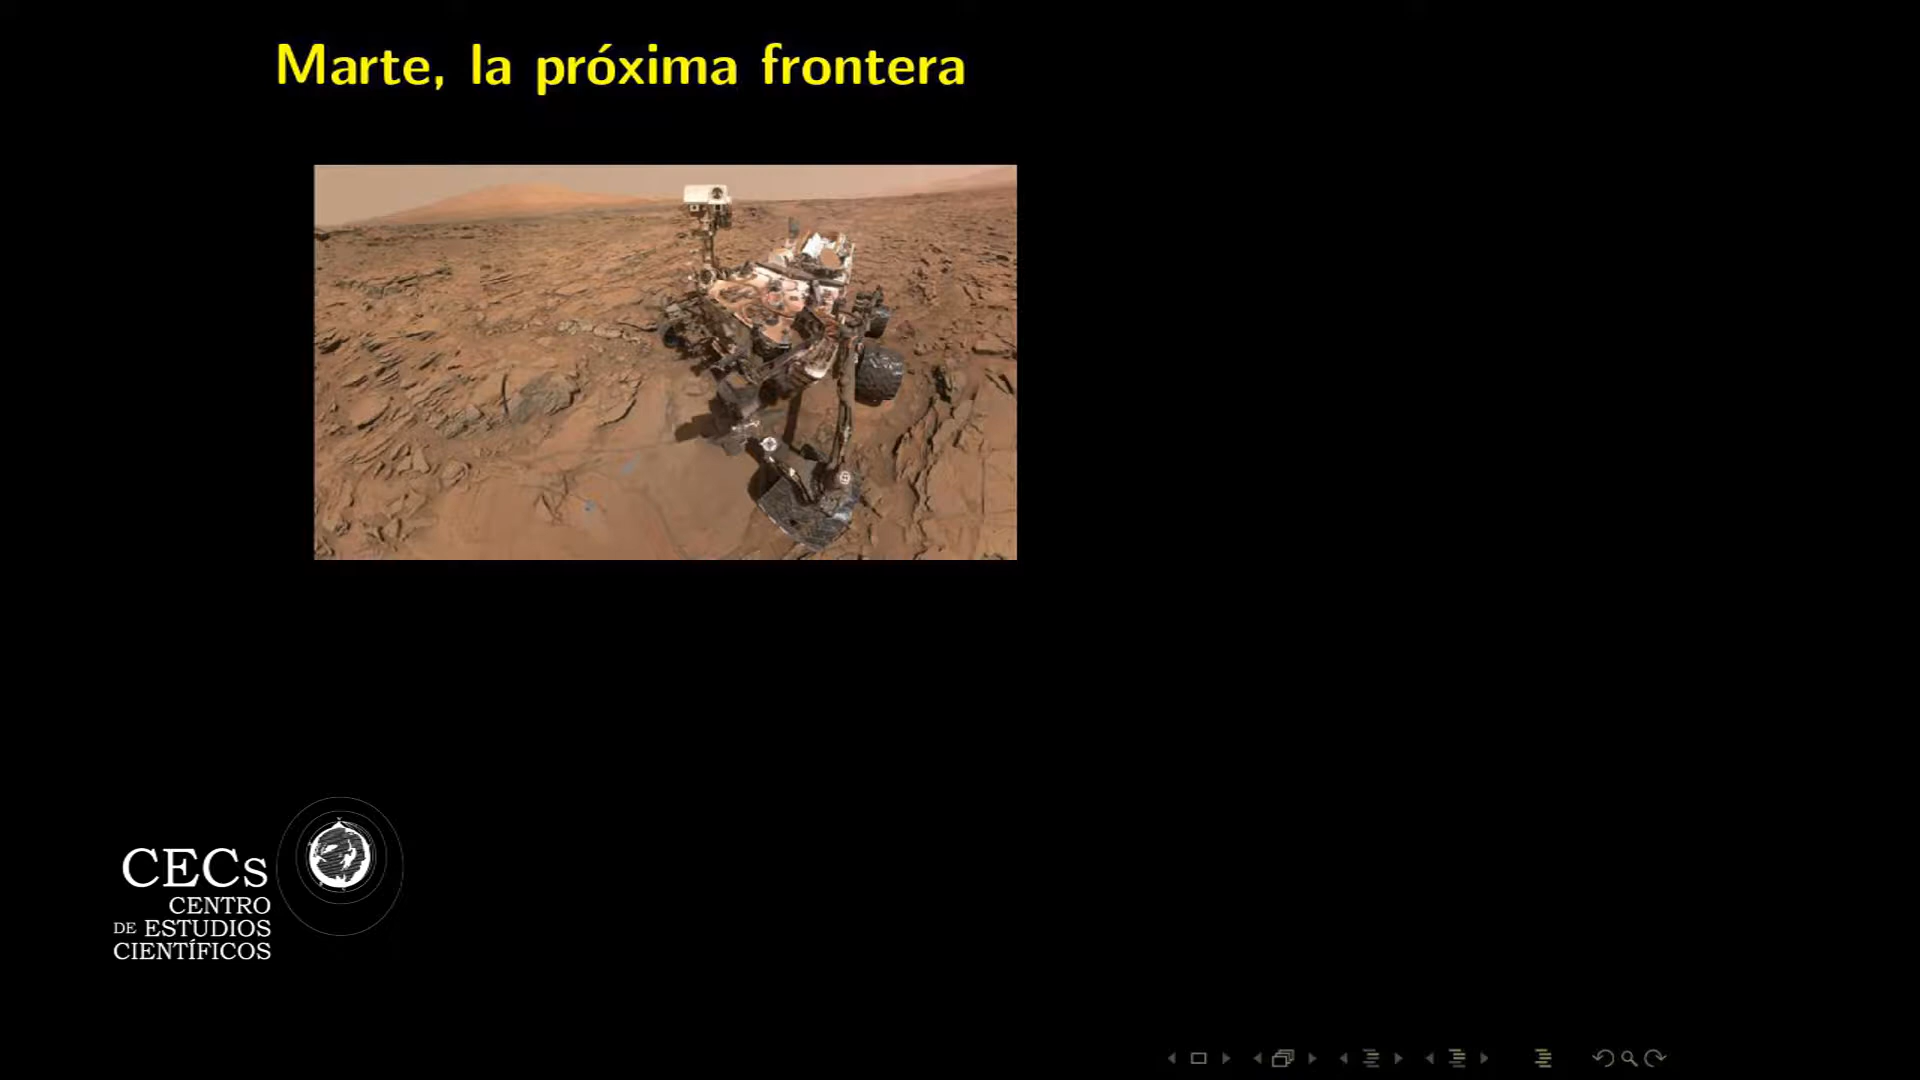 Marte, la próxima frontera
CECs
CENTRO
DE ESTUDIOS
CIENTÍFICOS